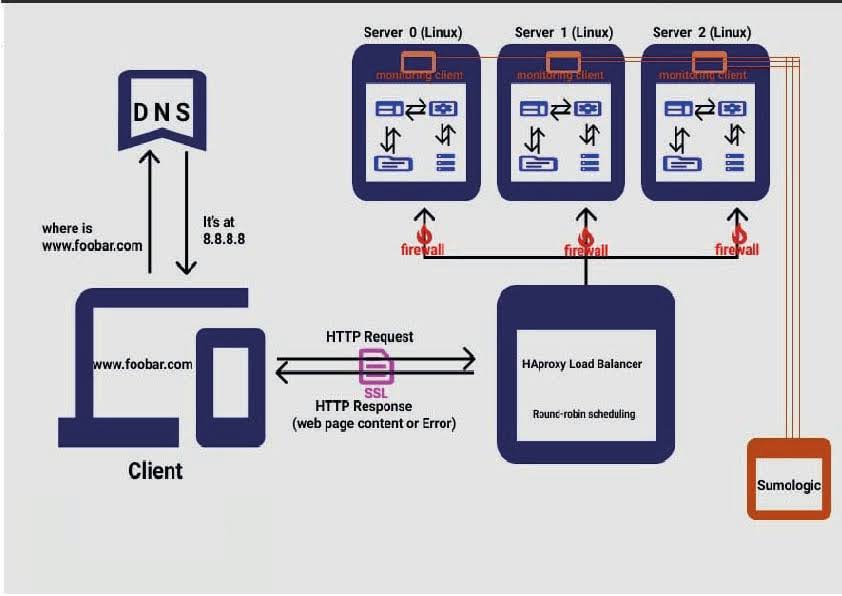 Server 0 (Linux)
Server 1 (Linux)
Server 2 (Linux)
monitoring client
monitoring client
monitoring client
DNS
where is
www.foobar.com
It's at
8.8.8.8
firewall
firewall
firewall
www.foobar.com
Client
HTTP Request
SSL
HTTP Response
(web page content or Error)
HAproxy Load Balancer
Round-robin scheduling
Sumologic